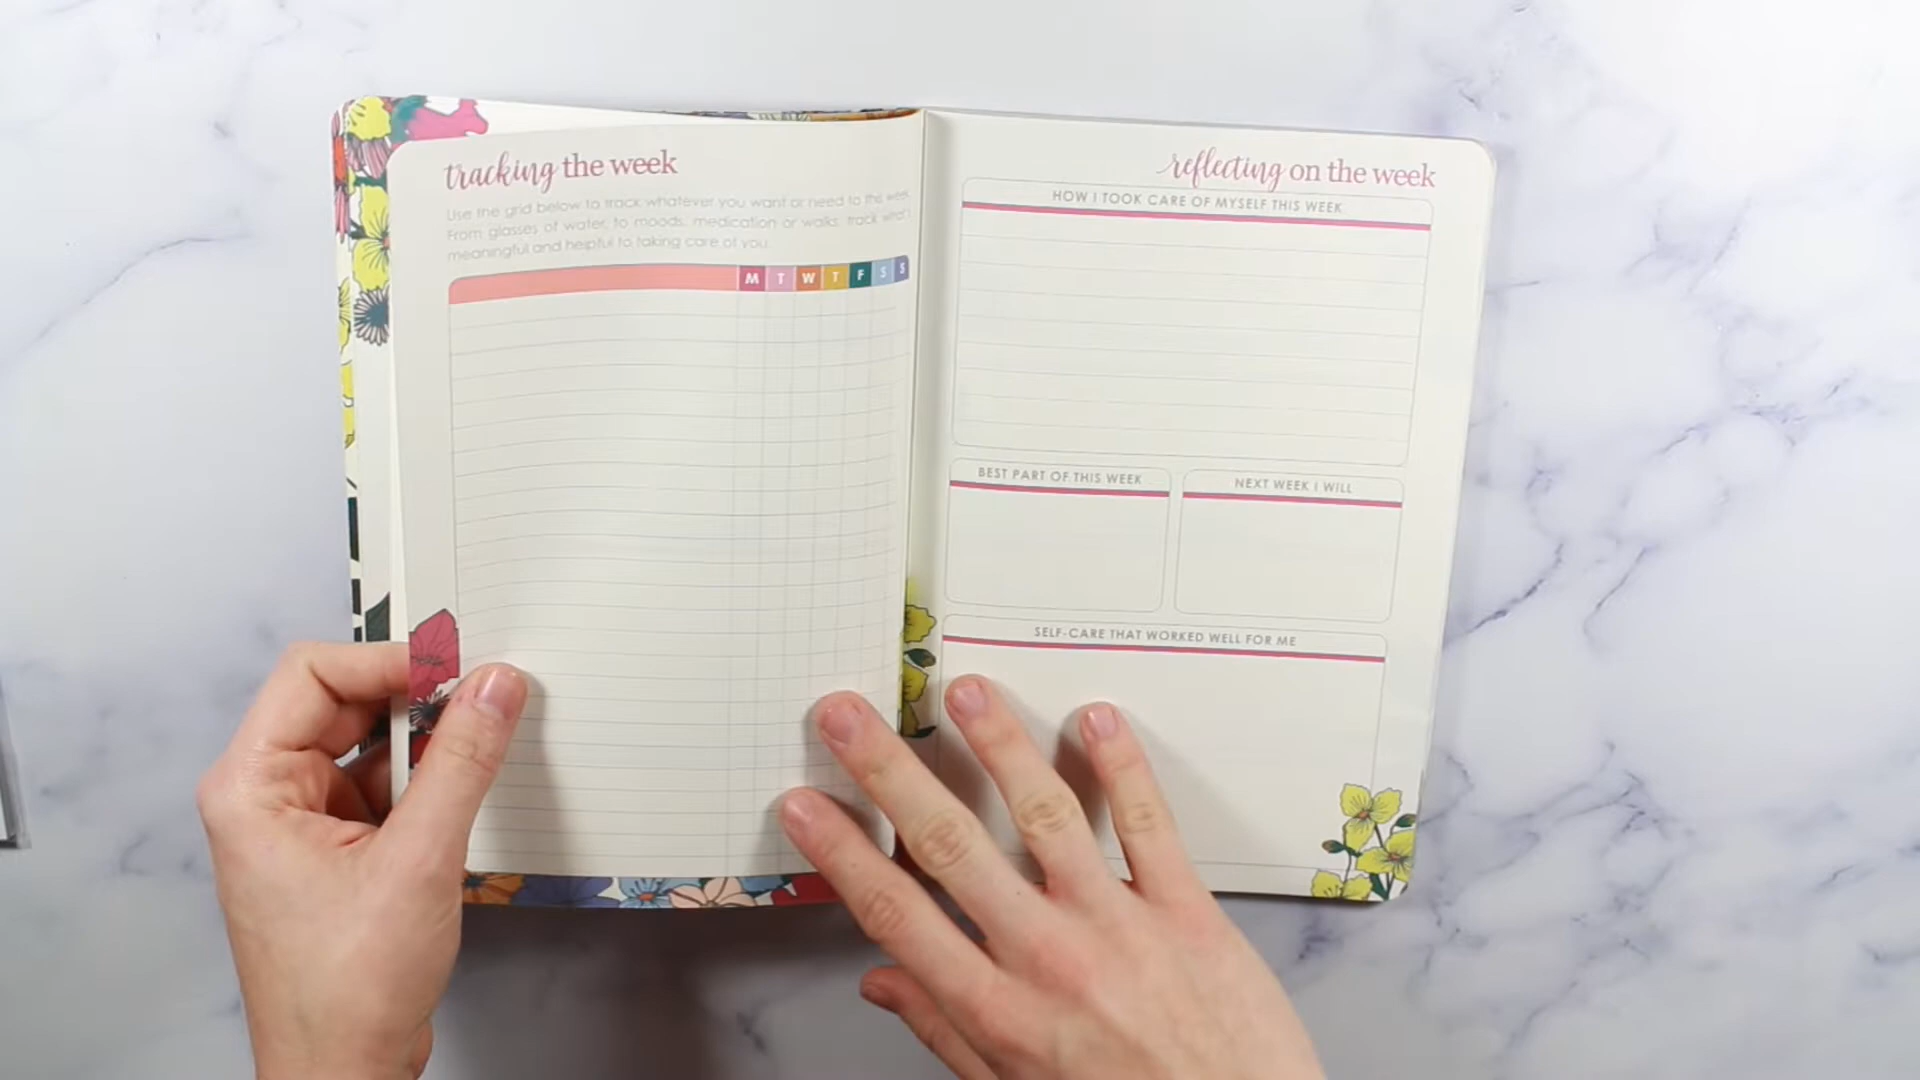 tracking the week
Use the grid below to track whatever you want or need to the week.
From glasses of water, to moods, medication or walks, track what's
meaningful and helpful to taking care of you.
M T W T F S S
reflecting on the week
HOW I TOOK CARE OF MYSELF THIS WEEK
BEST PART OF THIS WEEK
NEXT WEEK I WILL
SELF-CARE THAT WORKED WELL FOR ME